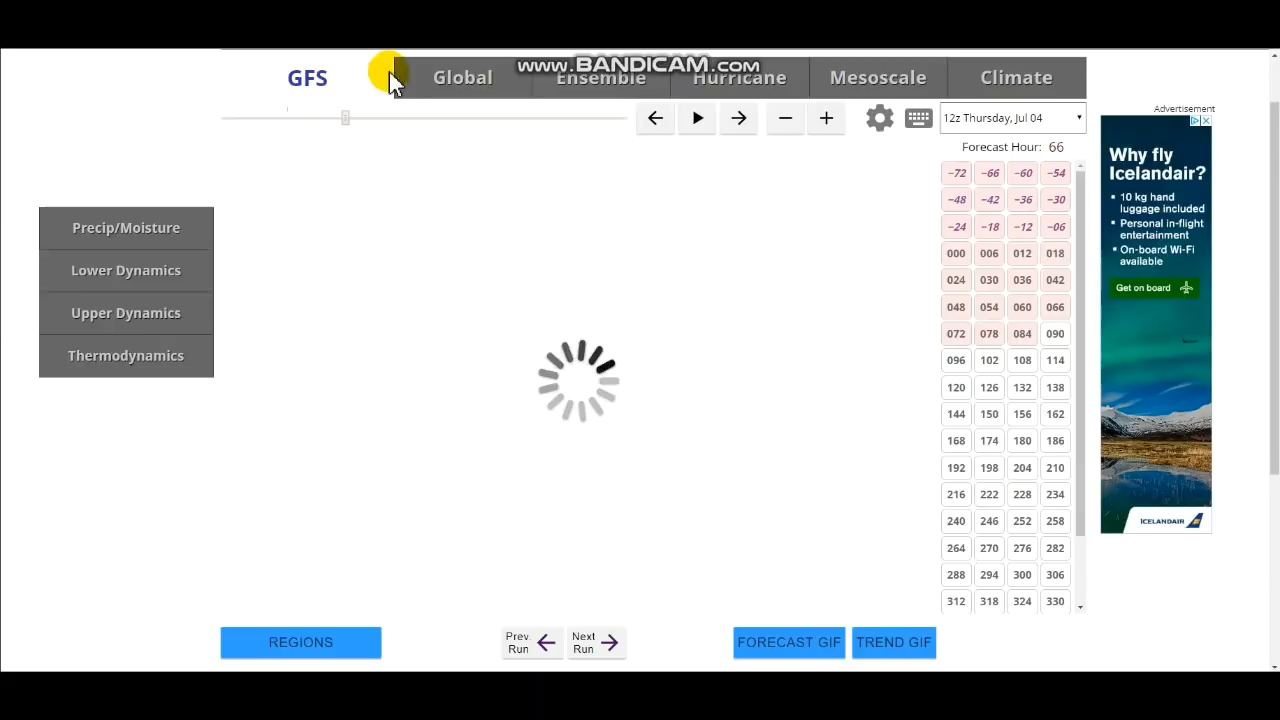 www.BANDICAM.com
GFS
Global
Ensemble
Hurricane
Mesoscale
Climate
12z Thursday, Jul 04
Forecast Hour: 66
-72 -66 -60 -54
-48 -42 -36 -30
-24 -18 -12 -06
000 006 012 018
024 030 036 042
048 054 060 066
072 078 084 090
096 102 108 114
120 126 132 138
144 150 156 162
168 174 180 186
192 198 204 210
216 222 228 234
240 246 252 258
264 270 276 282
288 294 300 306
312 318 324 330
Precip/Moisture
Lower Dynamics
Upper Dynamics
Thermodynamics
REGIONS
Prev.
Run
Next
Run
FORECAST GIF
TREND GIF
Advertisement
Why fly
Icelandair?
• 10 kg hand
luggage included
• Personal in-flight
entertainment
• On-board Wi-Fi
available
Get on board
ICELANDAIR